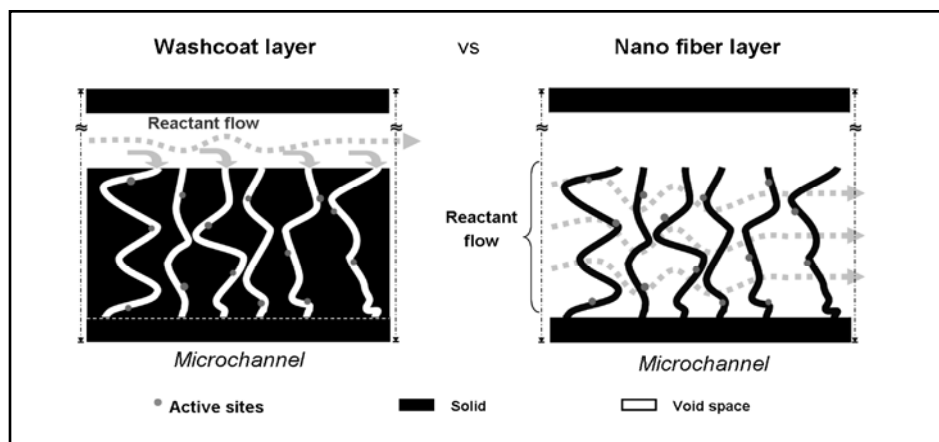 Washcoat layer vs Nano fiber layer
Reactant flow
Reactant
flow
Microchannel Microchannel
Active sites Solid Void space